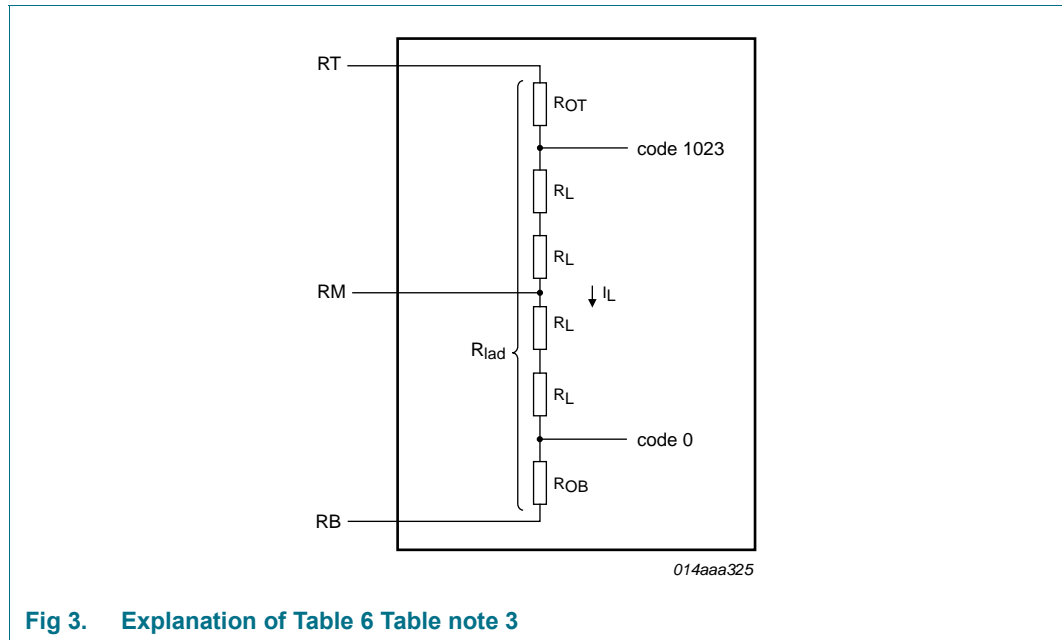 RT
ROT
code 1023
RL
RL
RM
IL
RL
Rlad
RL
code 0
ROB
RB
014aaa325
Fig 3. Explanation of Table 6 Table note 3